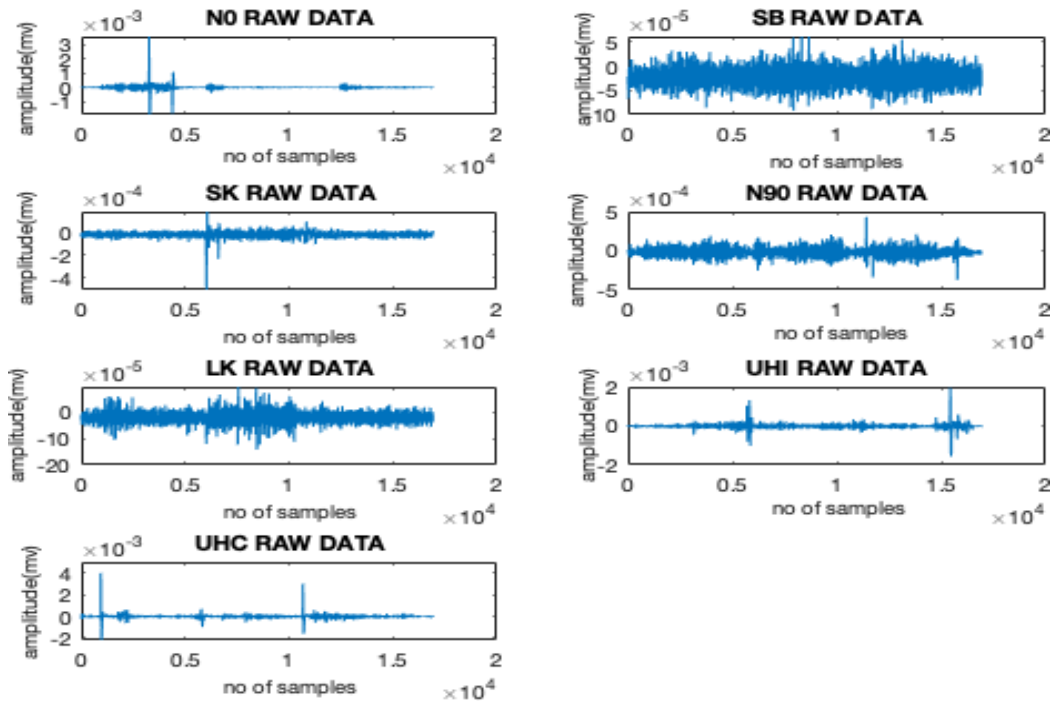 ×10⁻³ N0 RAW DATA
amplitude(mv)
3
2
1
0
-1
0 0.5 1 1.5 2
no of samples
×10⁴
×10⁻⁵
SB RAW DATA
amplitude(mv)
5
0
-5
10
0 0.5 1 1.5 2
no of samples
×10⁴
×10⁻⁴
SK RAW DATA
amplitude(mv)
0
-2
-4
0 0.5 1 1.5 2
no of samples
×10⁴
×10⁻⁴
N90 RAW DATA
amplitude(mv)
5
0
-5
0 0.5 1 1.5 2
no of samples
×10⁴
×10⁻⁵
LK RAW DATA
amplitude(mv)
0
-10
-20
0 0.5 1 1.5 2
no of samples
×10⁴
×10⁻³
UHI RAW DATA
amplitude(mv)
2
0
-2
0 0.5 1 1.5 2
no of samples
×10⁴
×10⁻³
UHC RAW DATA
amplitude(mv)
4
2
0
-2
0 0.5 1 1.5 2
no of samples
×10⁴